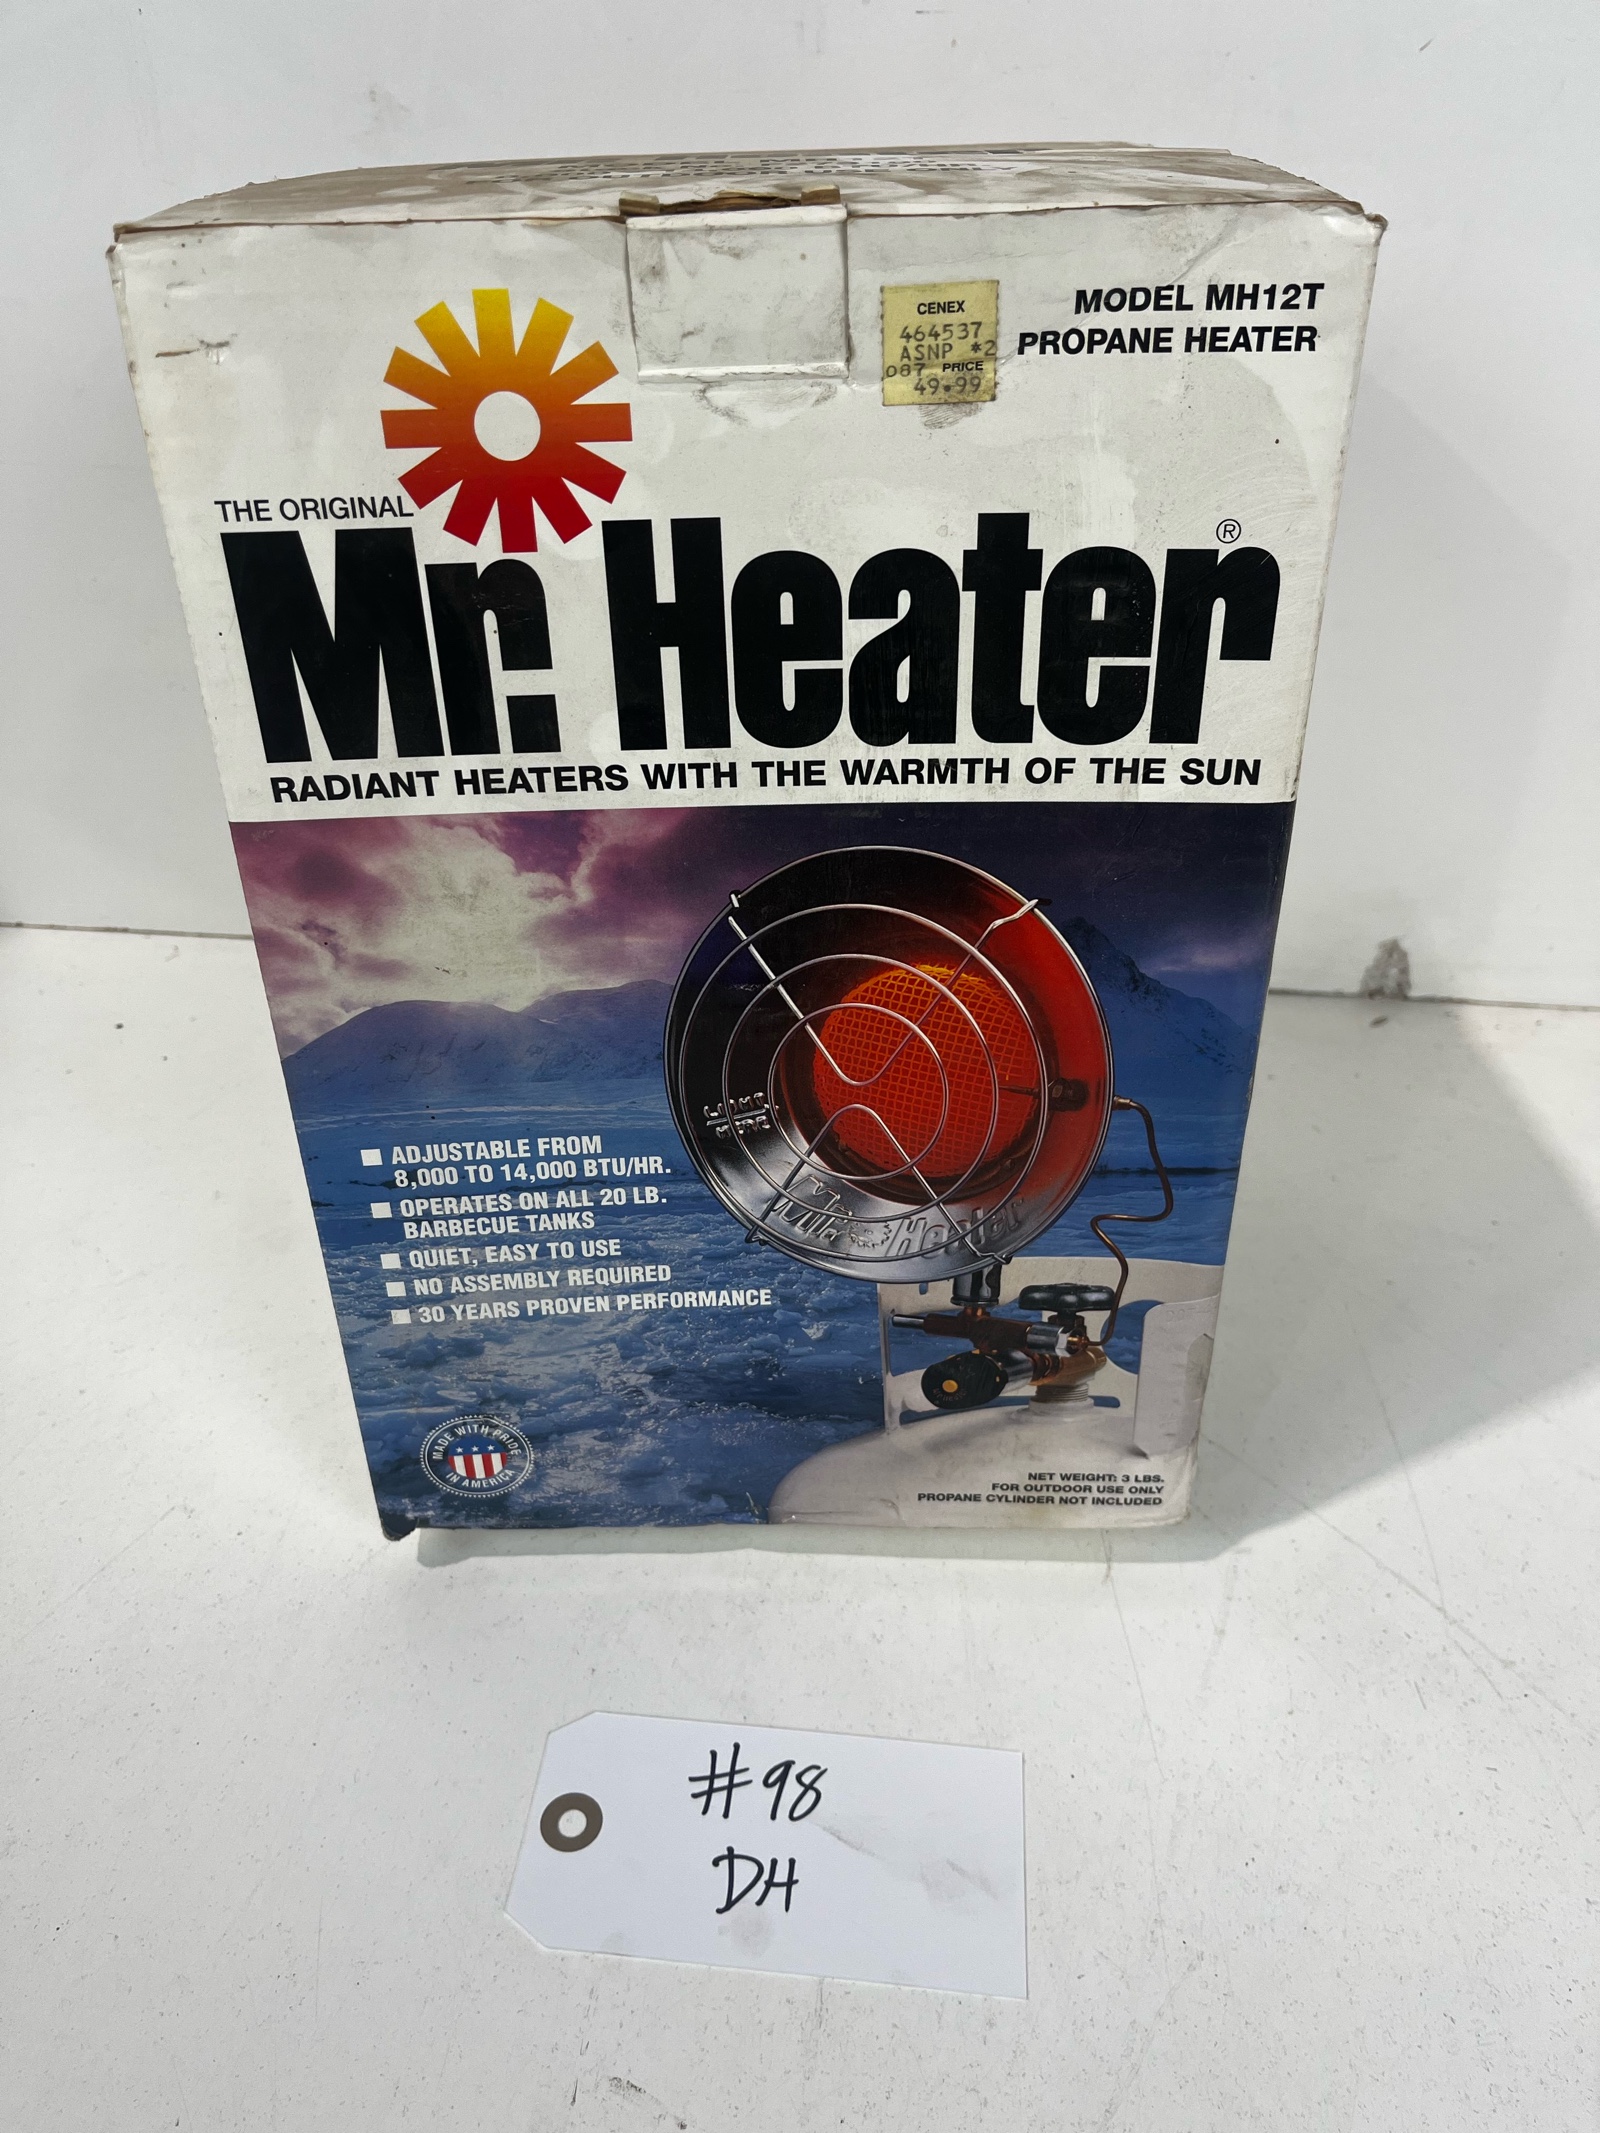 MODEL MH12T
PROPANE HEATER
CENEX
464537
ASNP *2
087 PRICE
49.99
THE ORIGINAL
Mr. Heater®
RADIANT HEATERS WITH THE WARMTH OF THE SUN
LIGHT
HERE
Mr. Heater
■ ADJUSTABLE FROM
8,000 TO 14,000 BTU/HR.
■ OPERATES ON ALL 20 LB.
BARBECUE TANKS
■ QUIET, EASY TO USE
■ NO ASSEMBLY REQUIRED
■ 30 YEARS PROVEN PERFORMANCE
MADE WITH PRIDE
IN AMERICA
NET WEIGHT: 3 LBS.
FOR OUTDOOR USE ONLY
PROPANE CYLINDER NOT INCLUDED
#98
DH